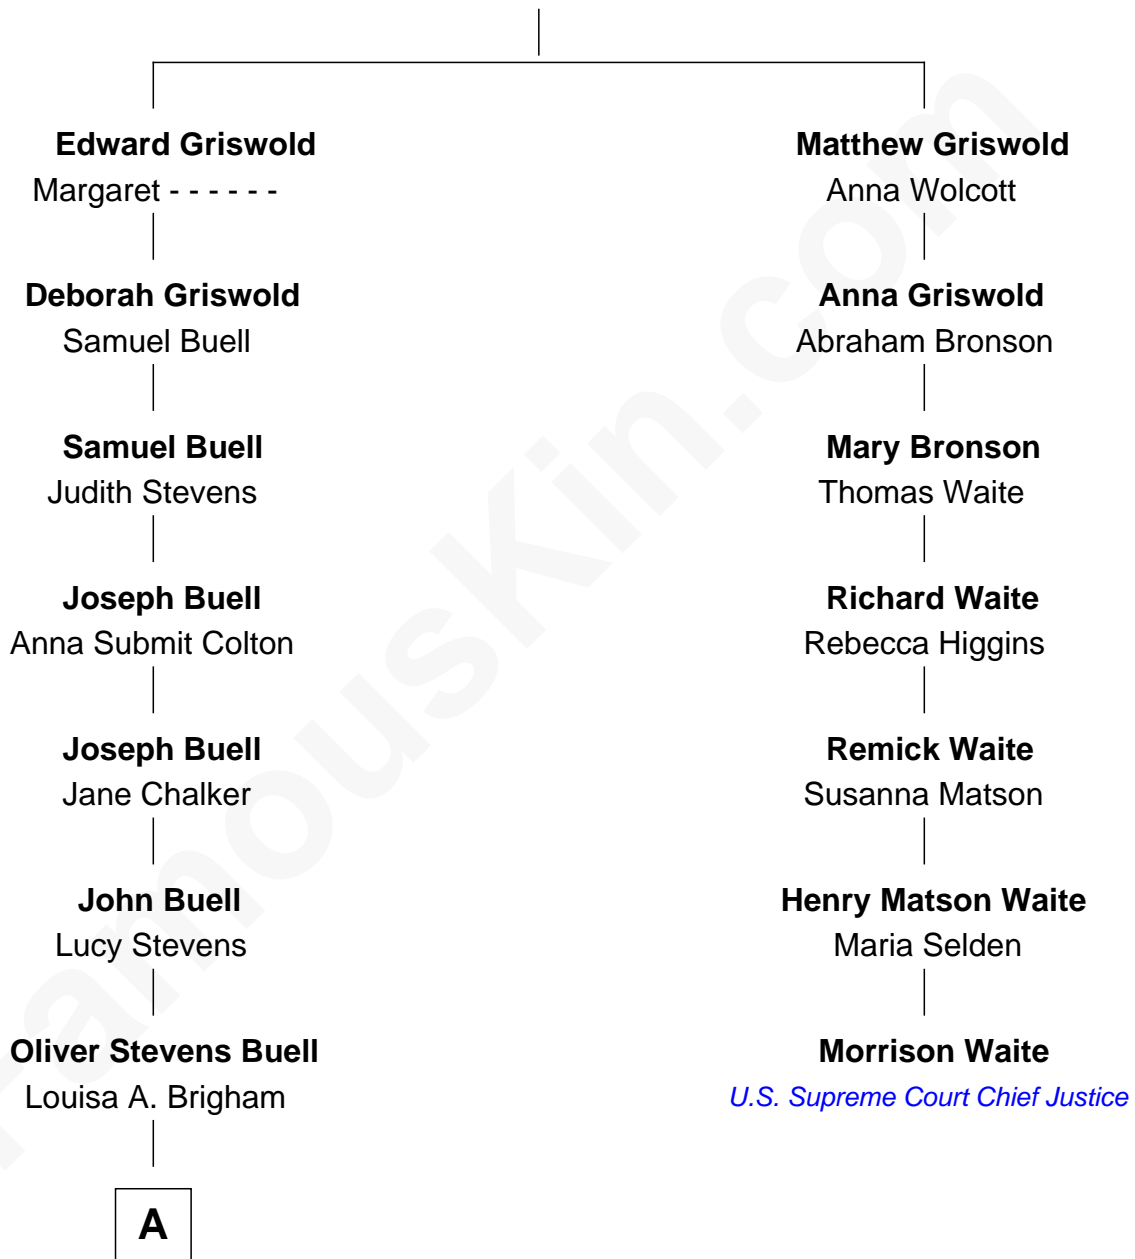 Edward Griswold
Margaret - - - - - -
Deborah Griswold
Samuel Buell
Samuel Buell
Judith Stevens
Joseph Buell
Anna Submit Colton
Joseph Buell
Jane Chalker
John Buell
Lucy Stevens
Oliver Stevens Buell
Louisa A. Brigham
A
Matthew Griswold
Anna Wolcott
Anna Griswold
Abraham Bronson
Mary Bronson
Thomas Waite
Richard Waite
Rebecca Higgins
Remick Waite
Susanna Matson
Henry Matson Waite
Maria Selden
Morrison Waite
U.S. Supreme Court Chief Justice
FamousKin.com